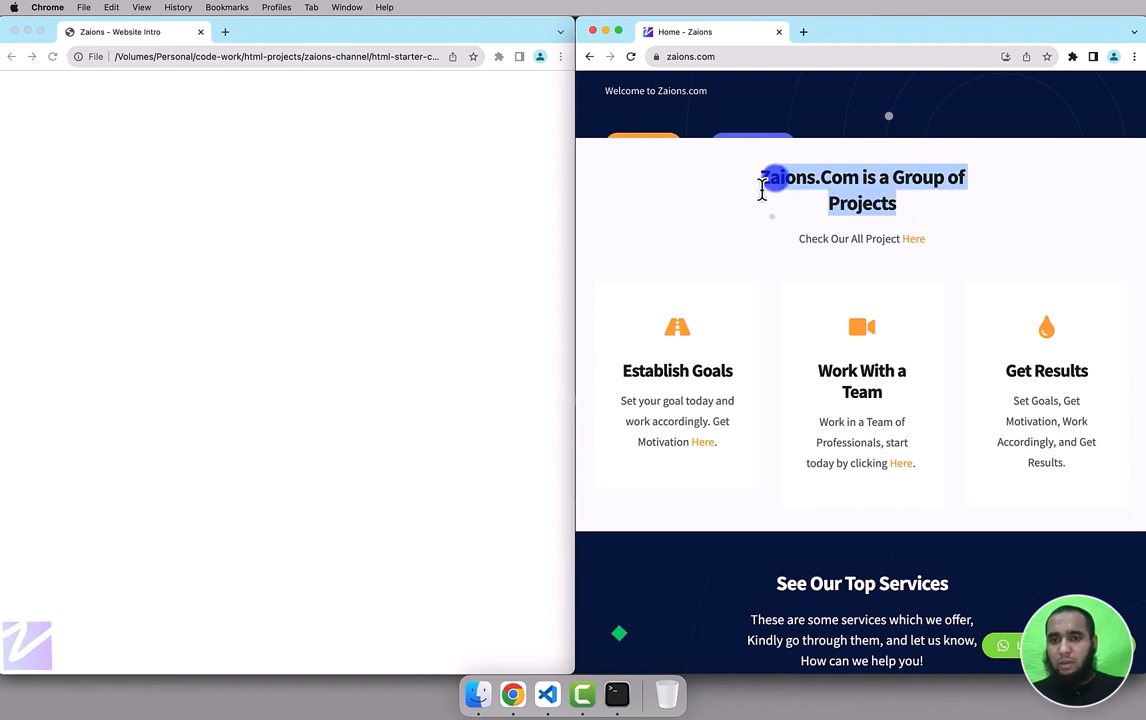 Chrome File Edit View History Bookmarks Profiles Tab Window Help
Zaions - Website Intro
File /Volumes/Personal/code-work/html-projects/zaions-channel/html-starter-c...
Home - Zaions
zaions.com
Welcome to Zaions.com
Zaions.Com is a Group of
Projects
Check Our All Project Here
Establish Goals
Set your goal today and
work accordingly. Get
Motivation Here.
Work With a
Team
Work in a Team of
Professionals, start
today by clicking Here.
Get Results
Set Goals, Get
Motivation, Work
Accordingly, and Get
Results.
See Our Top Services
These are some services which we offer,
Kindly go through them, and let us know,
How can we help you!